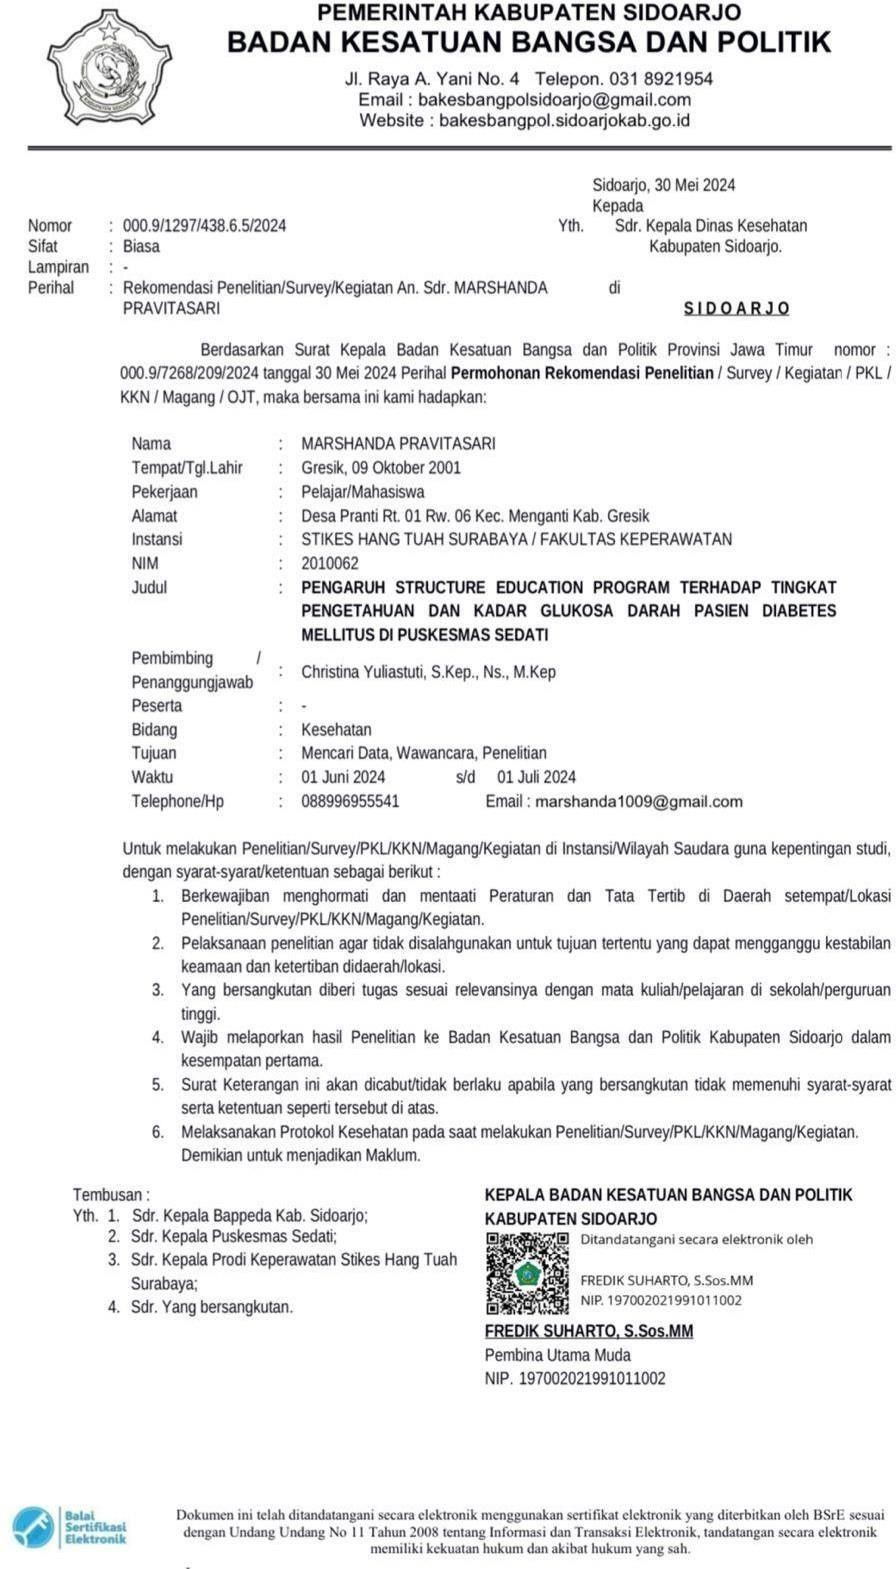 PEMERINTAH KABUPATEN SIDOARJO
BADAN KESATUAN BANGSA DAN POLITIK
Jl. Raya A. Yani No. 4 Telepon. 031 8921954
Email : bakesbangpolsidoarjo@gmail.com
Website : bakesbangpol.sidoarjokab.go.id
KABUPATEN SIDOARJO
Sidoarjo, 30 Mei 2024
Kepada
Nomor : 000.9/1297/438.6.5/2024 Yth. Sdr. Kepala Dinas Kesehatan
Sifat : Biasa Kabupaten Sidoarjo.
Lampiran : -
Perihal : Rekomendasi Penelitian/Survey/Kegiatan An. Sdr. MARSHANDA di
PRAVITASARI SIDOARJO
Berdasarkan Surat Kepala Badan Kesatuan Bangsa dan Politik Provinsi Jawa Timur nomor :
000.9/7268/209/2024 tanggal 30 Mei 2024 Perihal Permohonan Rekomendasi Penelitian / Survey / Kegiatan / PKL /
KKN / Magang / OJT, maka bersama ini kami hadapkan:
Nama : MARSHANDA PRAVITASARI
Tempat/Tgl.Lahir : Gresik, 09 Oktober 2001
Pekerjaan : Pelajar/Mahasiswa
Alamat : Desa Pranti Rt. 01 Rw. 06 Kec. Menganti Kab. Gresik
Instansi : STIKES HANG TUAH SURABAYA / FAKULTAS KEPERAWATAN
NIM : 2010062
Judul : PENGARUH STRUCTURE EDUCATION PROGRAM TERHADAP TINGKAT
PENGETAHUAN DAN KADAR GLUKOSA DARAH PASIEN DIABETES
MELLITUS DI PUSKESMAS SEDATI
Pembimbing /
Penanggungjawab : Christina Yuliastuti, S.Kep., Ns., M.Kep
Peserta : -
Bidang : Kesehatan
Tujuan : Mencari Data, Wawancara, Penelitian
Waktu : 01 Juni 2024 s/d 01 Juli 2024
Telephone/Hp : 088996955541 Email : marshanda1009@gmail.com
Untuk melakukan Penelitian/Survey/PKL/KKN/Magang/Kegiatan di Instansi/Wilayah Saudara guna kepentingan studi,
dengan syarat-syarat/ketentuan sebagai berikut :
1. Berkewajiban menghormati dan mentaati Peraturan dan Tata Tertib di Daerah setempat/Lokasi
Penelitian/Survey/PKL/KKN/Magang/Kegiatan.
2. Pelaksanaan penelitian agar tidak disalahgunakan untuk tujuan tertentu yang dapat mengganggu kestabilan
keamaan dan ketertiban didaerah/lokasi.
3. Yang bersangkutan diberi tugas sesuai relevansinya dengan mata kuliah/pelajaran di sekolah/perguruan
tinggi.
4. Wajib melaporkan hasil Penelitian ke Badan Kesatuan Bangsa dan Politik Kabupaten Sidoarjo dalam
kesempatan pertama.
5. Surat Keterangan ini akan dicabut/tidak berlaku apabila yang bersangkutan tidak memenuhi syarat-syarat
serta ketentuan seperti tersebut di atas.
6. Melaksanakan Protokol Kesehatan pada saat melakukan Penelitian/Survey/PKL/KKN/Magang/Kegiatan.
Demikian untuk menjadikan Maklum.
Tembusan :
Yth. 1. Sdr. Kepala Bappeda Kab. Sidoarjo;
2. Sdr. Kepala Puskesmas Sedati;
3. Sdr. Kepala Prodi Keperawatan Stikes Hang Tuah
Surabaya;
4. Sdr. Yang bersangkutan.
KEPALA BADAN KESATUAN BANGSA DAN POLITIK
KABUPATEN SIDOARJO
Ditandatangani secara elektronik oleh
FREDIK SUHARTO, S.Sos.MM
NIP. 197002021991011002
FREDIK SUHARTO, S.Sos.MM
Pembina Utama Muda
NIP. 197002021991011002
Balai
Sertifikasi
Elektronik
Dokumen ini telah ditandatangani secara elektronik menggunakan sertifikat elektronik yang diterbitkan oleh BSrE sesuai
dengan Undang Undang No 11 Tahun 2008 tentang Informasi dan Transaksi Elektronik, tandatangan secara elektronik
memiliki kekuatan hukum dan akibat hukum yang sah.